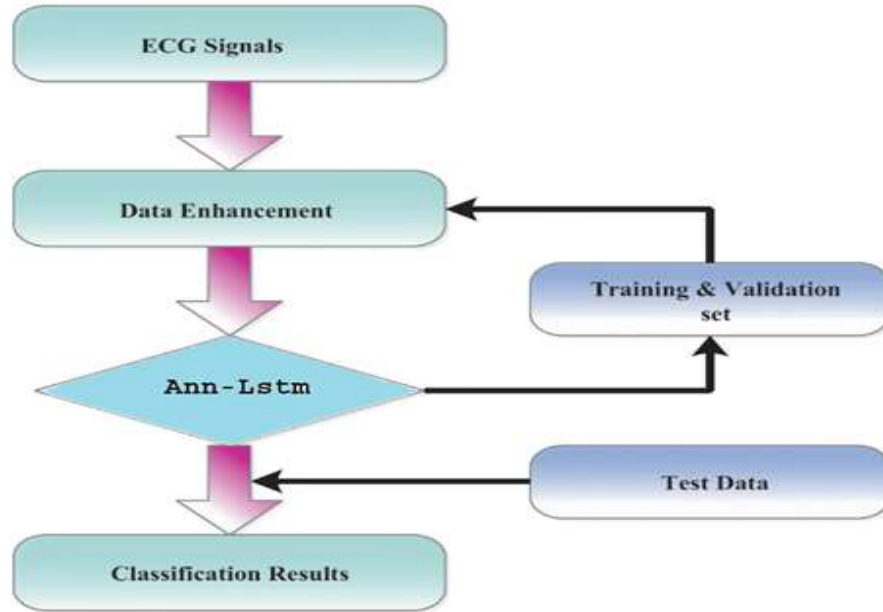 ECG Signals
Data Enhancement
Training & Validation
set
Ann-Lstm
Test Data
Classification Results